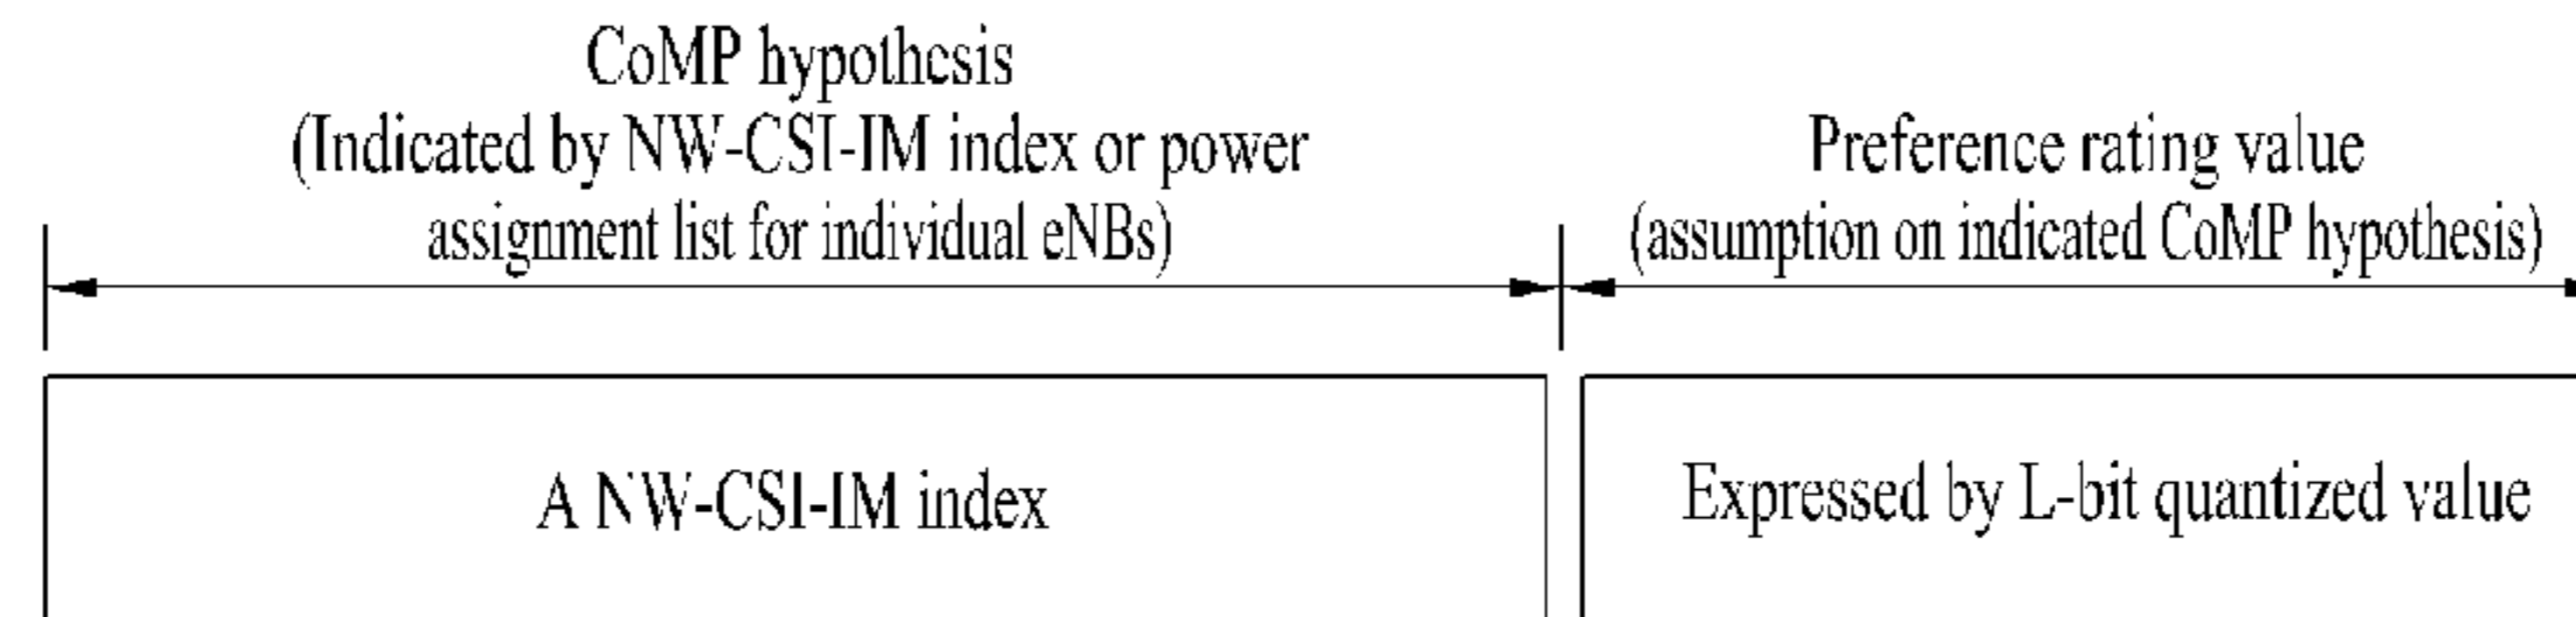 CoMP hypothesis
(Indicated by NW-CSI-IM index or power
assignment list for individual eNBs)
Preference rating value
(assumption on indicated CoMP hypothesis)
A NW-CSI-IM index
Expressed by L-bit quantized value